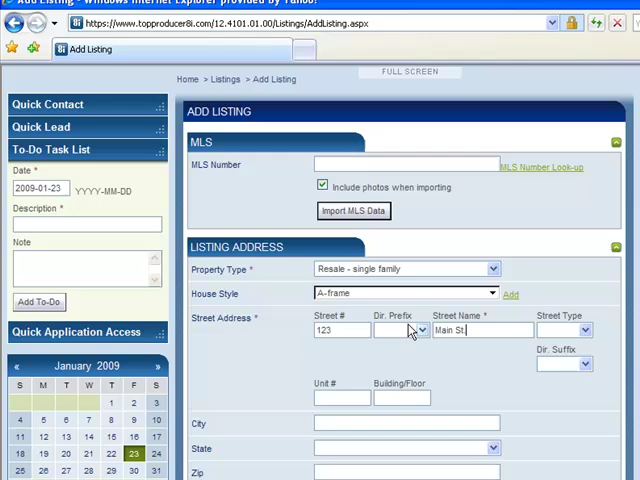 Add Listing - Windows Internet Explorer provided by Yahoo!
https://www.topproducer8i.com/12.4101.01.00/Listings/AddListing.aspx
8i Add Listing
FULL SCREEN
Home > Listings > Add Listing
Quick Contact
Quick Lead
To-Do Task List
Date *
2009-01-23 YYYY-MM-DD
Description *
Note
Add To-Do
Quick Application Access
« January 2009 »
S M T W T F S
1 2 3
4 5 6 7 8 9 10
11 12 13 14 15 16 17
18 19 20 21 22 23 24
25 26 27 28 29 30 31
ADD LISTING
MLS
MLS Number MLS Number Look-up
Include photos when importing
Import MLS Data
LISTING ADDRESS
Property Type * Resale - single family
House Style A-frame Add
Street Address * Street # Dir. Prefix Street Name * Street Type
123 Main St.
Dir. Suffix
Unit # Building/Floor
City
State
Zip